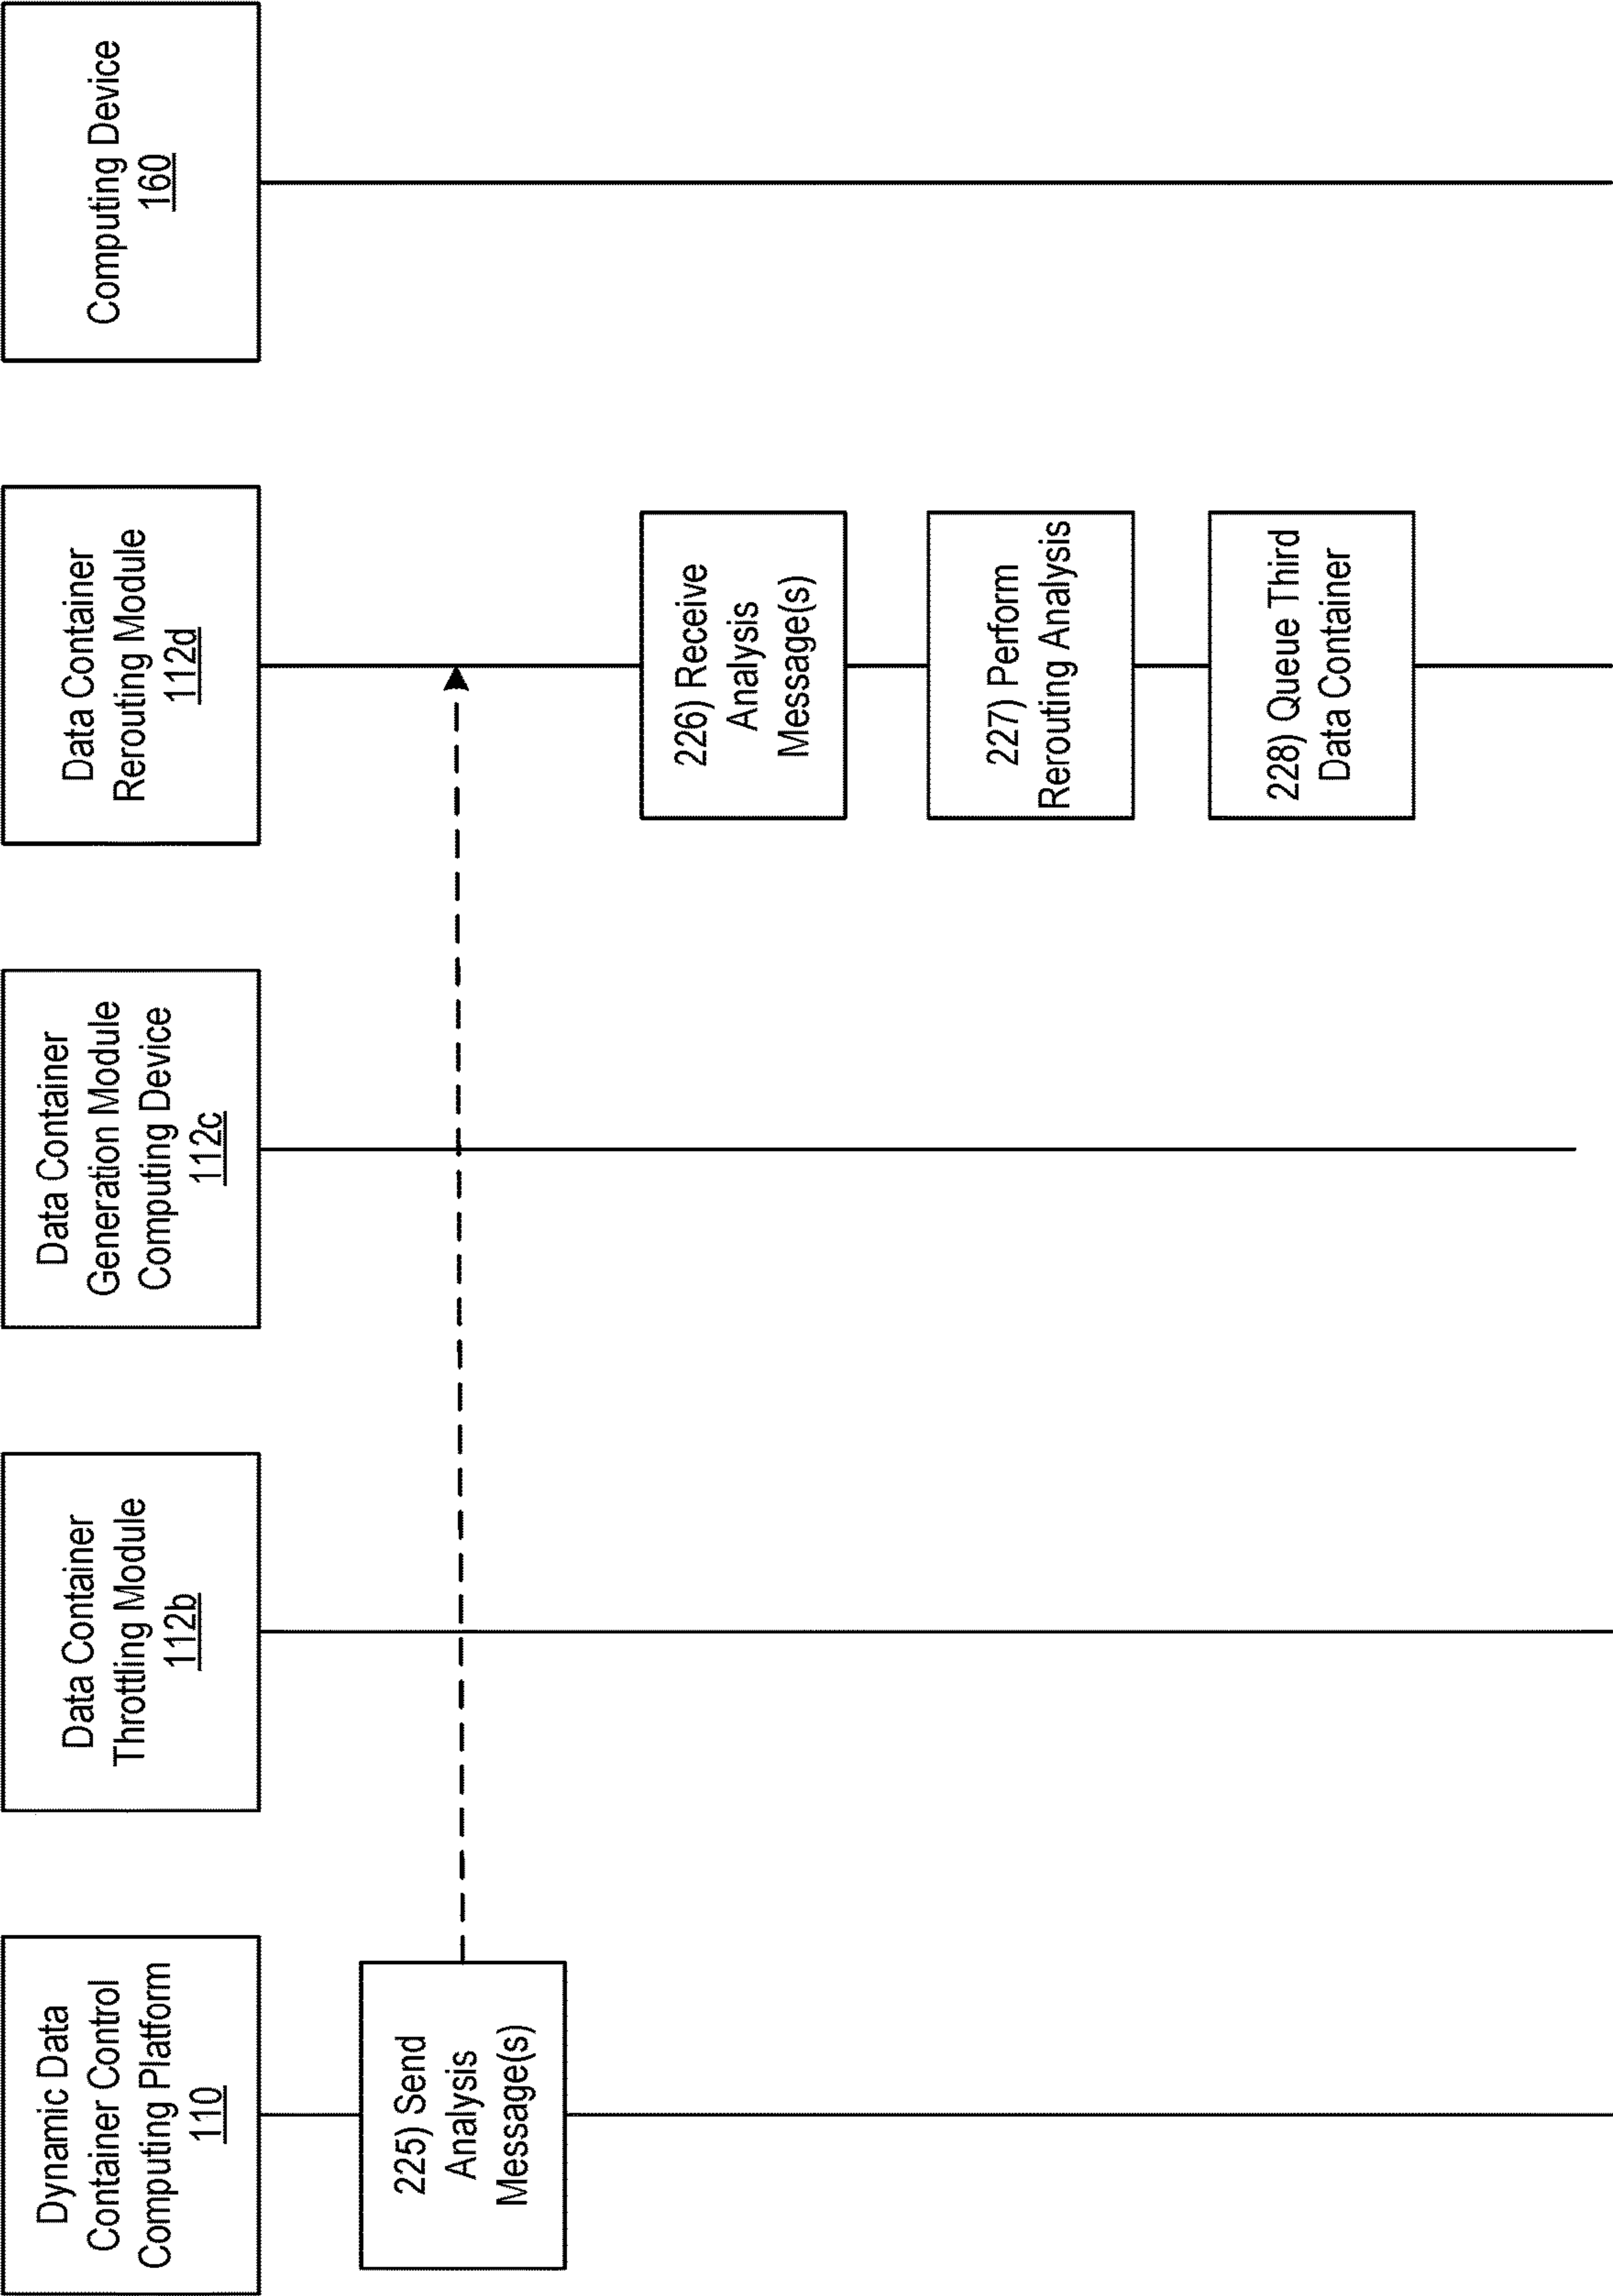 Dynamic Data
Container Control
Computing Platform
110
Data Container
Throttling Module
112b
Data Container
Generation Module
Computing Device
112c
Data Container
Rerouting Module
112d
Computing Device
160
225) Send
Analysis
Message(s)
226) Receive
Analysis
Message(s)
227) Perform
Rerouting Analysis
228) Queue Third
Data Container